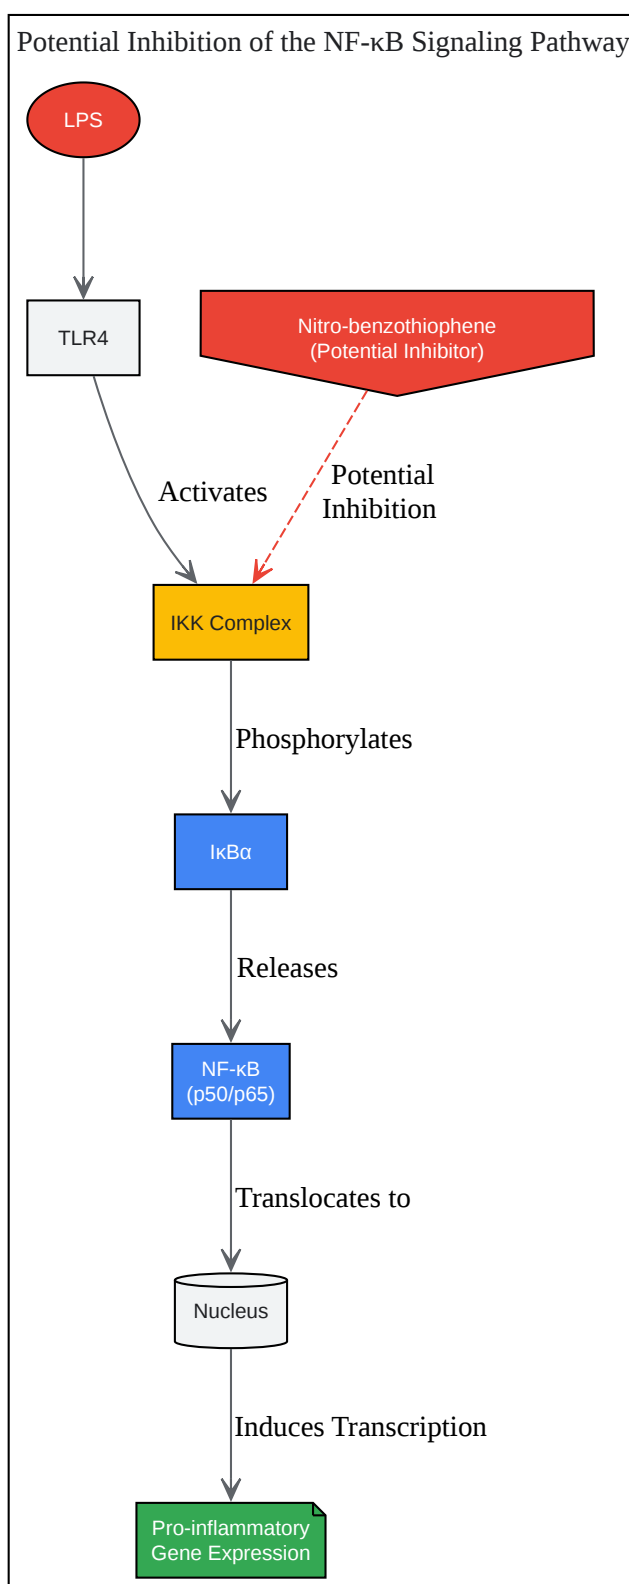 Potential Inhibition of the NF-κB Signaling Pathway
LPS
TLR4
Nitro-benzothiophene
(Potential Inhibitor)
Activates
Potential
Inhibition
IKK Complex
Phosphorylates
IκBα
Releases
NF-κB
(p50/p65)
Translocates to
Nucleus
Induces Transcription
Pro-inflammatory
Gene Expression